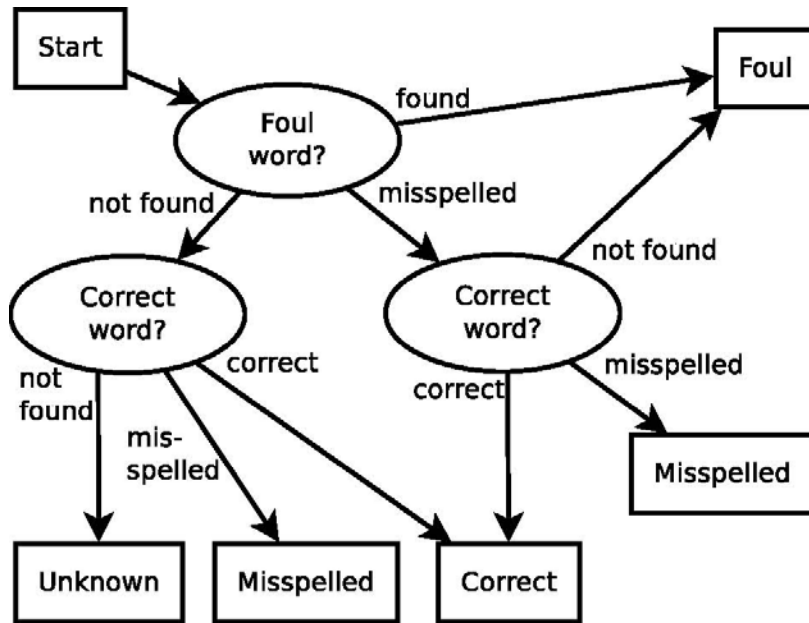 Start
Foul
found
Foul
word?
not found
misspelled
not found
Correct
word?
Correct
word?
not
found
correct
correct
misspelled
mis-
spelled
Misspelled
Unknown
Misspelled
Correct